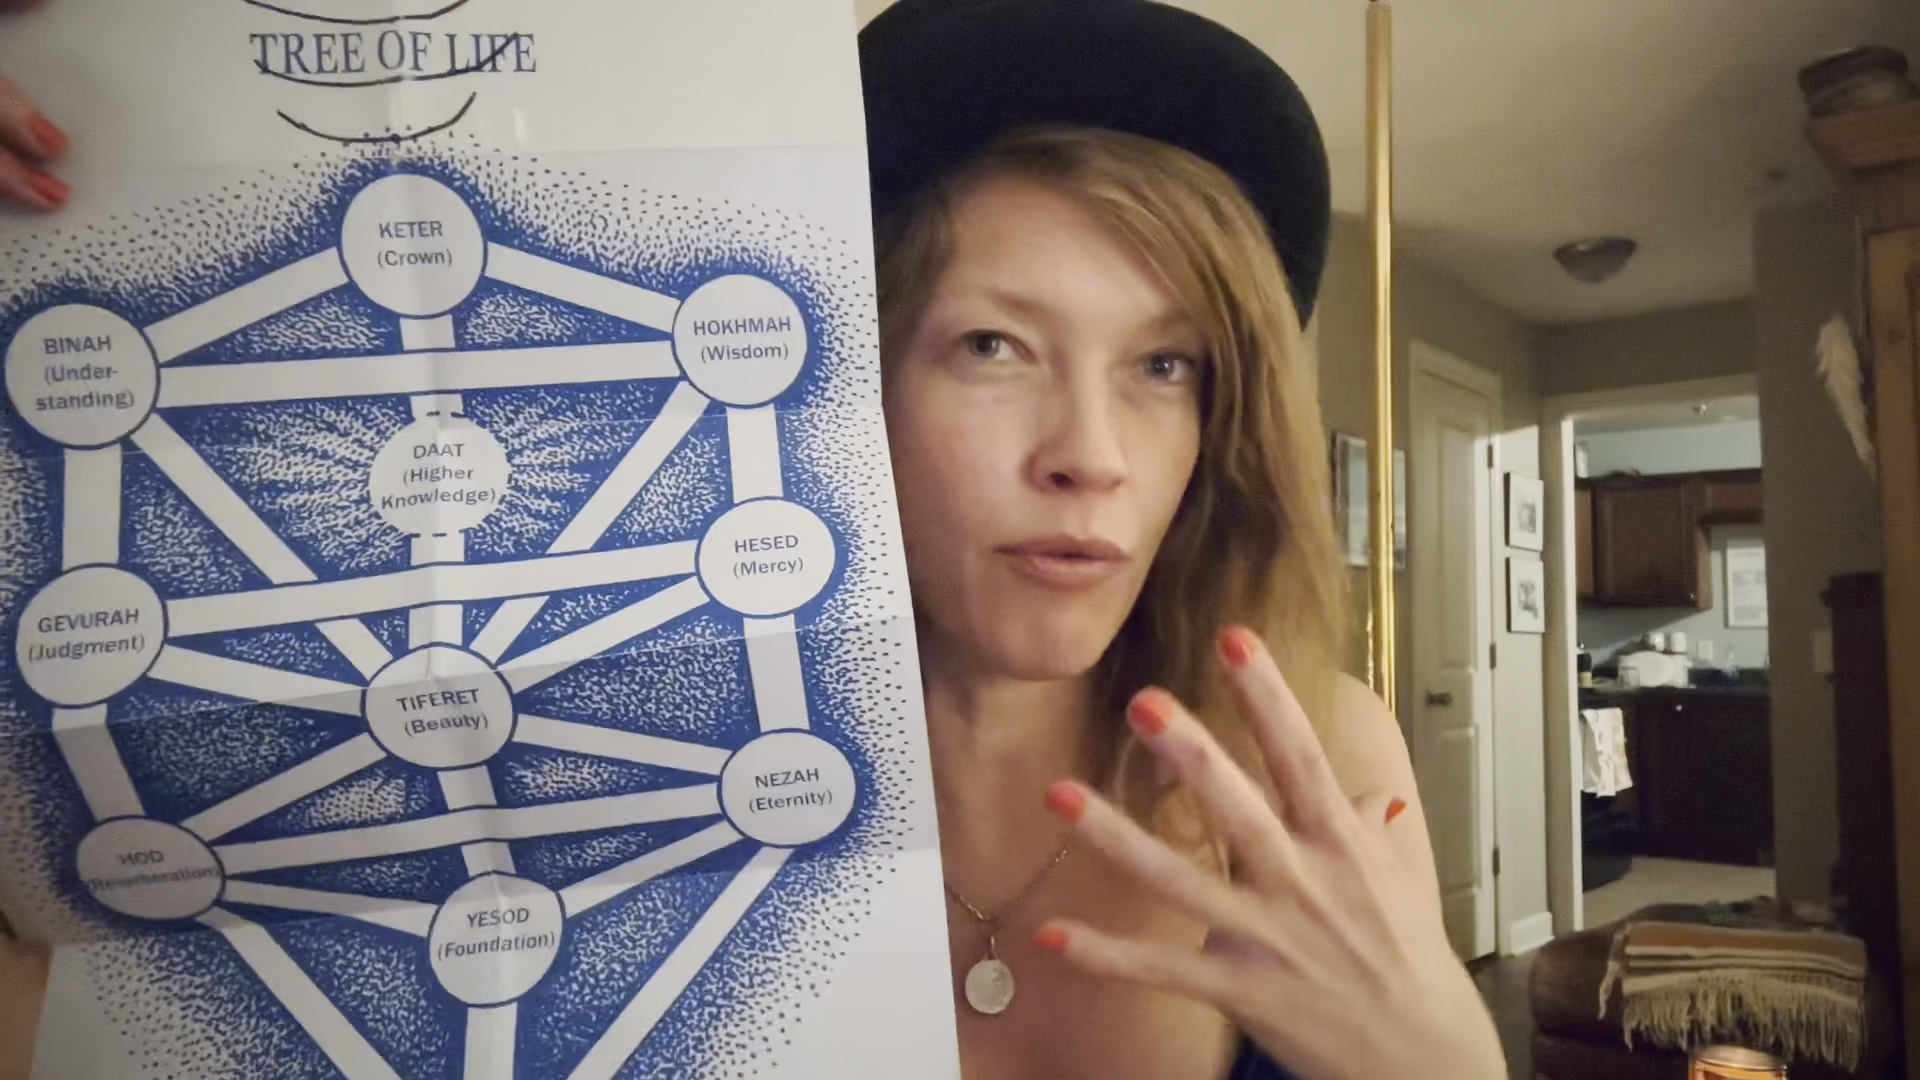 TREE OF LIFE
KETER
(Crown)
BINAH
(Under-
standing)
HOKHMAH
(Wisdom)
DAAT
(Higher
Knowledge)
HESED
(Mercy)
GEVURAH
(Judgment)
TIFERET
(Beauty)
NEZAH
(Eternity)
HOD
(Reverberation)
YESOD
(Foundation)